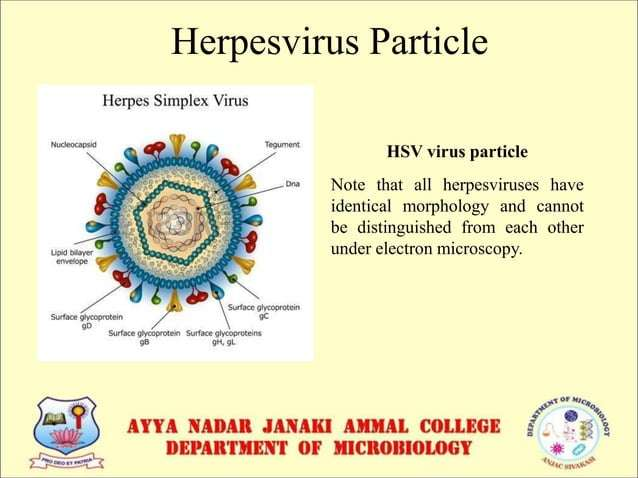 Herpesvirus Particle
Herpes Simplex Virus
Nucleocapsid
Tegument
Dna
Lipid bilayer
envelope
Surface glycoprotein
gD
Surface glycoprotein
gB
Surface glycoproteins
gH, gL
Surface glycoprotein
gC
HSV virus particle
Note that all herpesviruses have
identical morphology and cannot
be distinguished from each other
under electron microscopy.
AYYA NADAR JANAKI AMMAL COLLEGE
DEPARTMENT OF MICROBIOLOGY
PRO DEO ET PATRIA
DEPARTMENT OF MICROBIOLOGY
ANJAC SIVAKASI